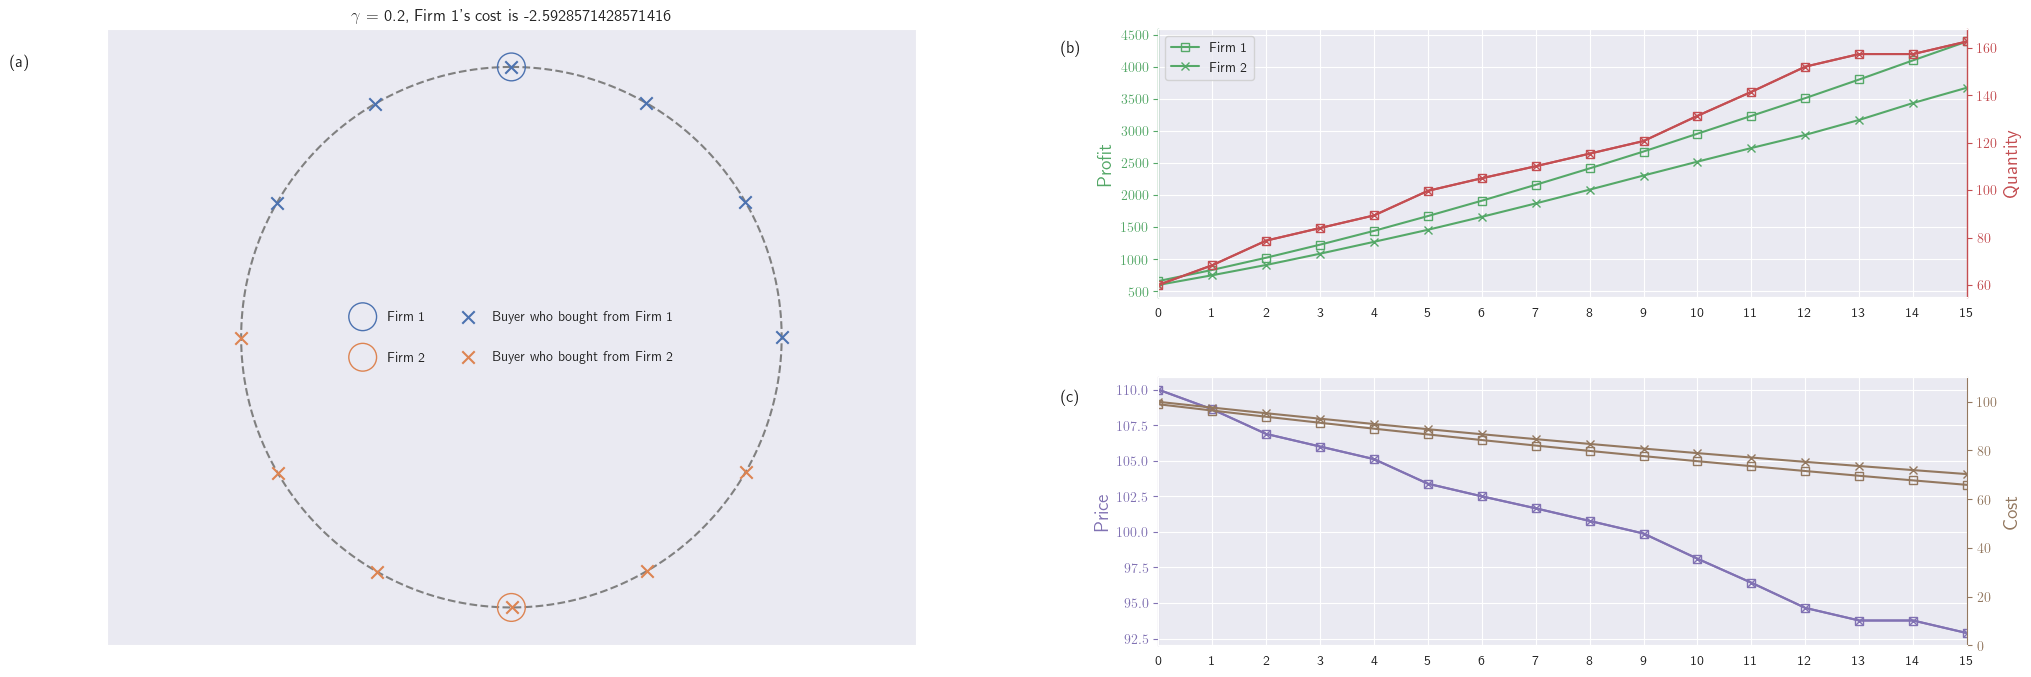 γ = 0.2, Firm 1's cost is -2.5928571428571416
(a)
Firm 1
Buyer who bought from Firm 1
Firm 2
Buyer who bought from Firm 2
(b)
Firm 1
Firm 2
4500
4000
3500
3000
2500
2000
1500
1000
500
Profit
160
140
120
100
80
60
Quantity
0 1 2 3 4 5 6 7 8 9 10 11 12 13 14 15
(c)
110.0
107.5
105.0
102.5
100.0
97.5
95.0
92.5
Price
100
80
60
40
20
0
Cost
0 1 2 3 4 5 6 7 8 9 10 11 12 13 14 15